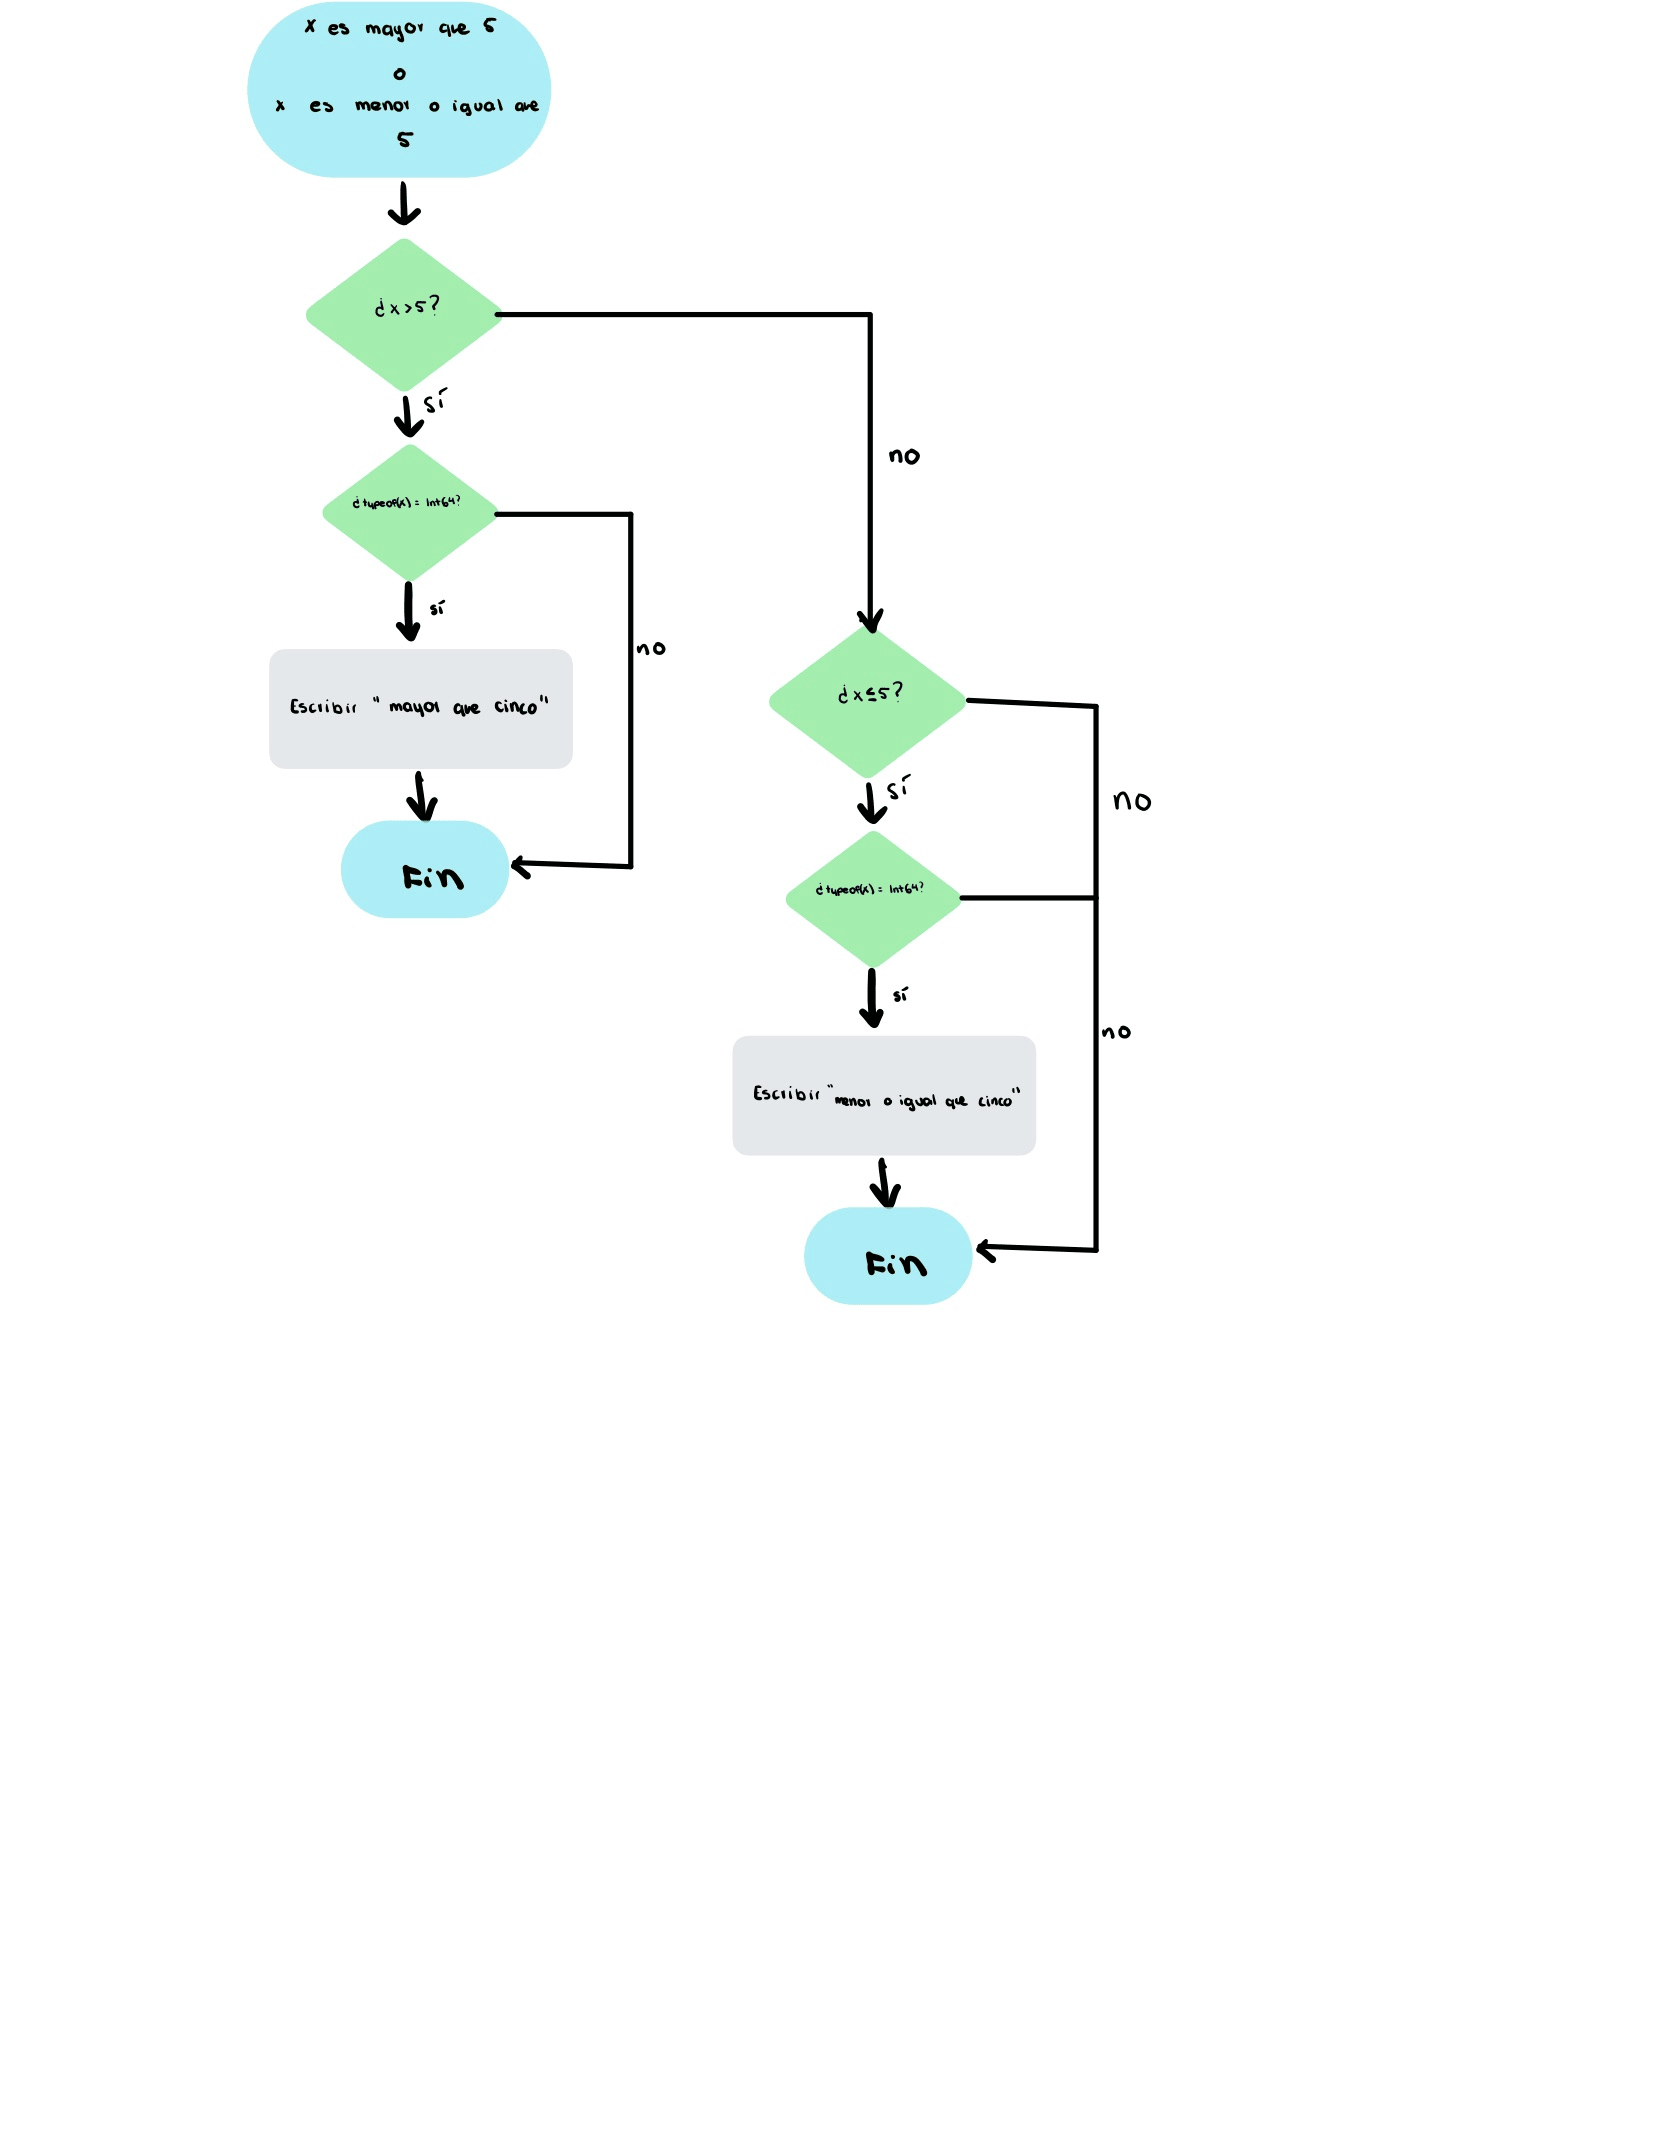 x es mayor que 5
o
x es menor o igual que
5
¿x>5?
sí
no
¿typeof(x) = Int64?
sí
no
Escribir "mayor que cinco"
Fin
¿x≤5?
sí
no
¿typeof(x) = Int64?
sí
no
Escribir "menor o igual que cinco"
Fin